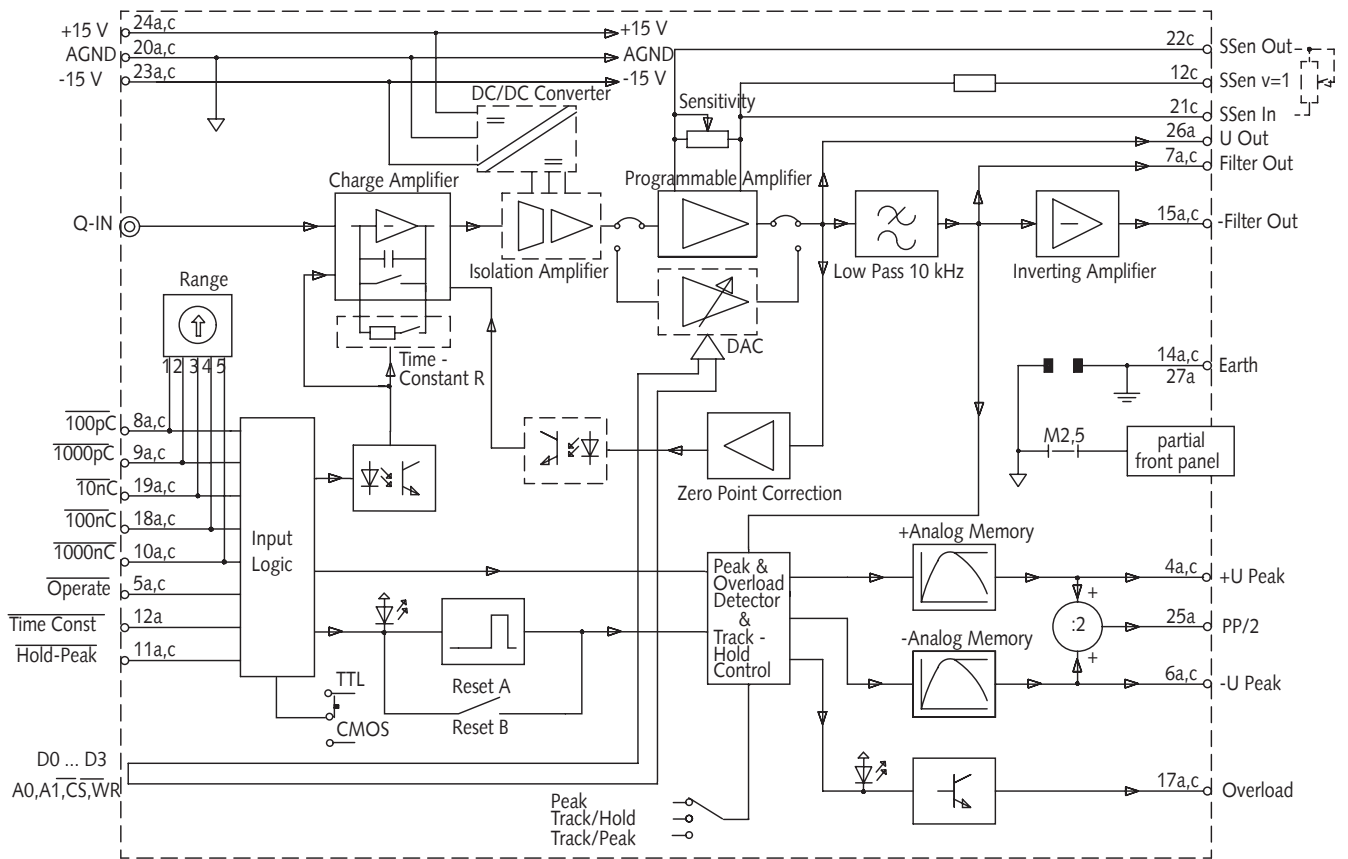 +15 V 24a,c +15 V
AGND 20a,c AGND
-15 V 23a,c -15 V
22c SSen Out
12c SSen v=1
21c SSen In
26a U Out
7a,c Filter Out
15a,c -Filter Out
DC/DC Converter
Sensitivity
Charge Amplifier
Programmable Amplifier
Q-IN
Isolation Amplifier
Low Pass 10 kHz
Inverting Amplifier
Range
1 2 3 4 5
Time -
Constant R
DAC
14a,c Earth
27a
M2,5
partial
front panel
100pC 8a,c
1000pC 9a,c
10nC 19a,c
100nC 18a,c
1000nC 10a,c
Operate 5a,c
Time Const 12a
Hold-Peak 11a,c
Input
Logic
Zero Point Correction
Peak &
Overload
Detector
&
Track -
Hold
Control
+Analog Memory
4a,c +U Peak
+
:2
25a PP/2
+
-Analog Memory
6a,c -U Peak
Reset A
Reset B
TTL
CMOS
D0 ... D3
A0,A1,CS,WR
Peak
Track/Hold
Track/Peak
17a,c Overload